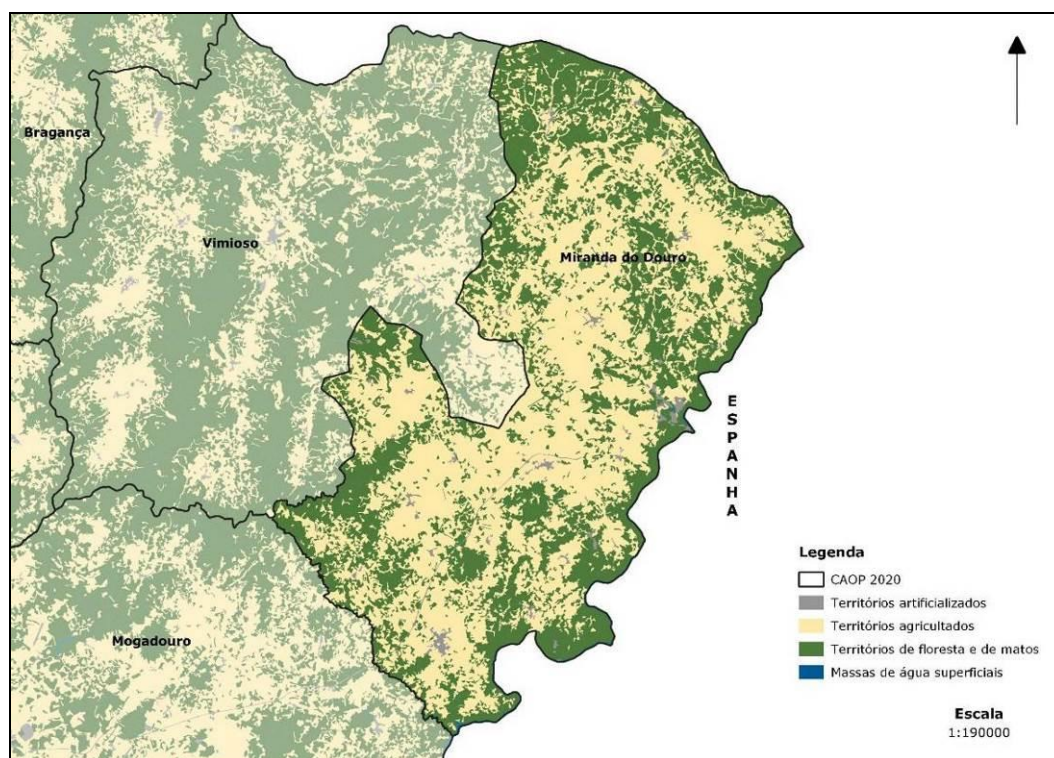 Bragança
Vimioso
Miranda do Douro
ESPANHA
Mogadouro
Legenda
CAOP 2020
Territórios artificializados
Territórios agricultados
Territórios de floresta e de matos
Massas de água superficiais
Escala
1:190000